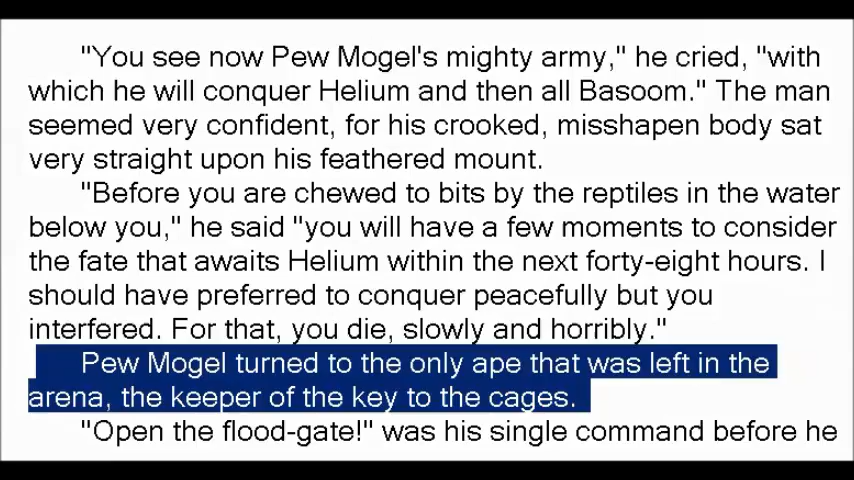 "You see now Pew Mogel's mighty army," he cried, "with
which he will conquer Helium and then all Basoom." The man
seemed very confident, for his crooked, misshapen body sat
very straight upon his feathered mount.
"Before you are chewed to bits by the reptiles in the water
below you," he said "you will have a few moments to consider
the fate that awaits Helium within the next forty-eight hours. I
should have preferred to conquer peacefully but you
interfered. For that, you die, slowly and horribly."
Pew Mogel turned to the only ape that was left in the
arena, the keeper of the key to the cages.
"Open the flood-gate!" was his single command before he